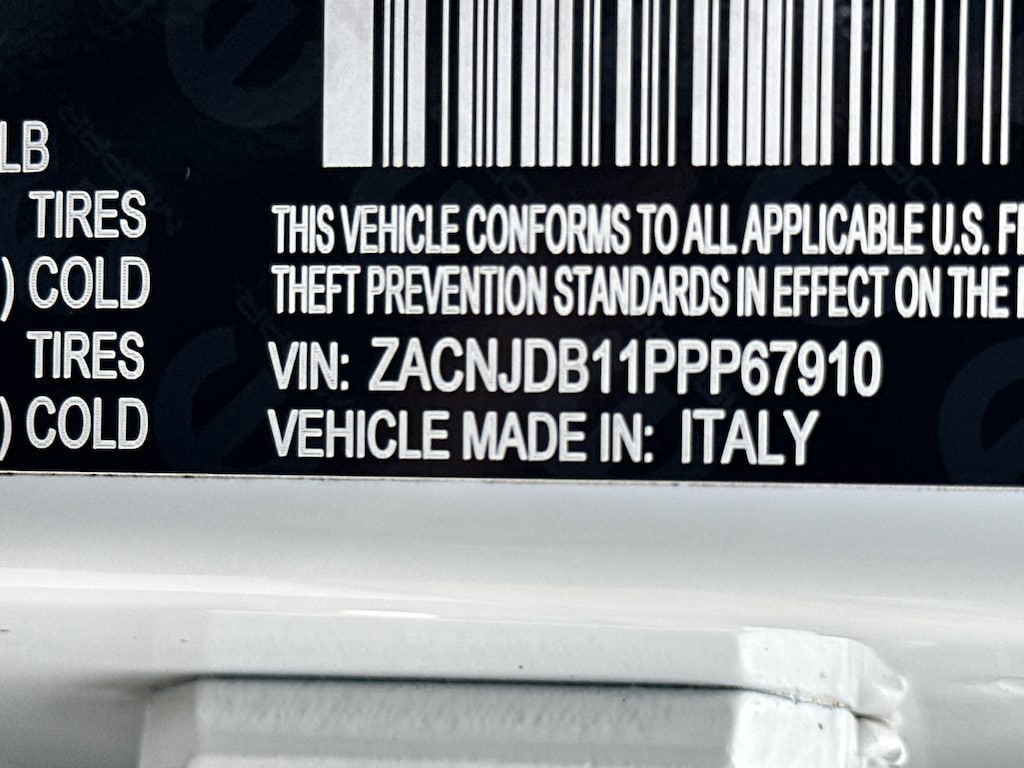 LB
TIRES
) COLD
TIRES
) COLD
THIS VEHICLE CONFORMS TO ALL APPLICABLE U.S. FE
THEFT PREVENTION STANDARDS IN EFFECT ON THE
VIN: ZACNJDB11PPP67910
VEHICLE MADE IN: ITALY